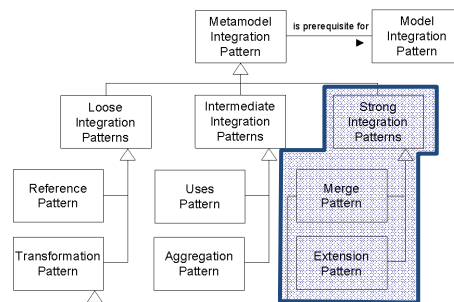 Metamodel
Integration
Pattern
is prerequisite for
Model
Integration
Pattern
Loose
Integration
Patterns
Intermediate
Integration
Patterns
Strong
Integration
Patterns
Reference
Pattern
Uses
Pattern
Merge
Pattern
Transformation
Pattern
Aggregation
Pattern
Extension
Pattern